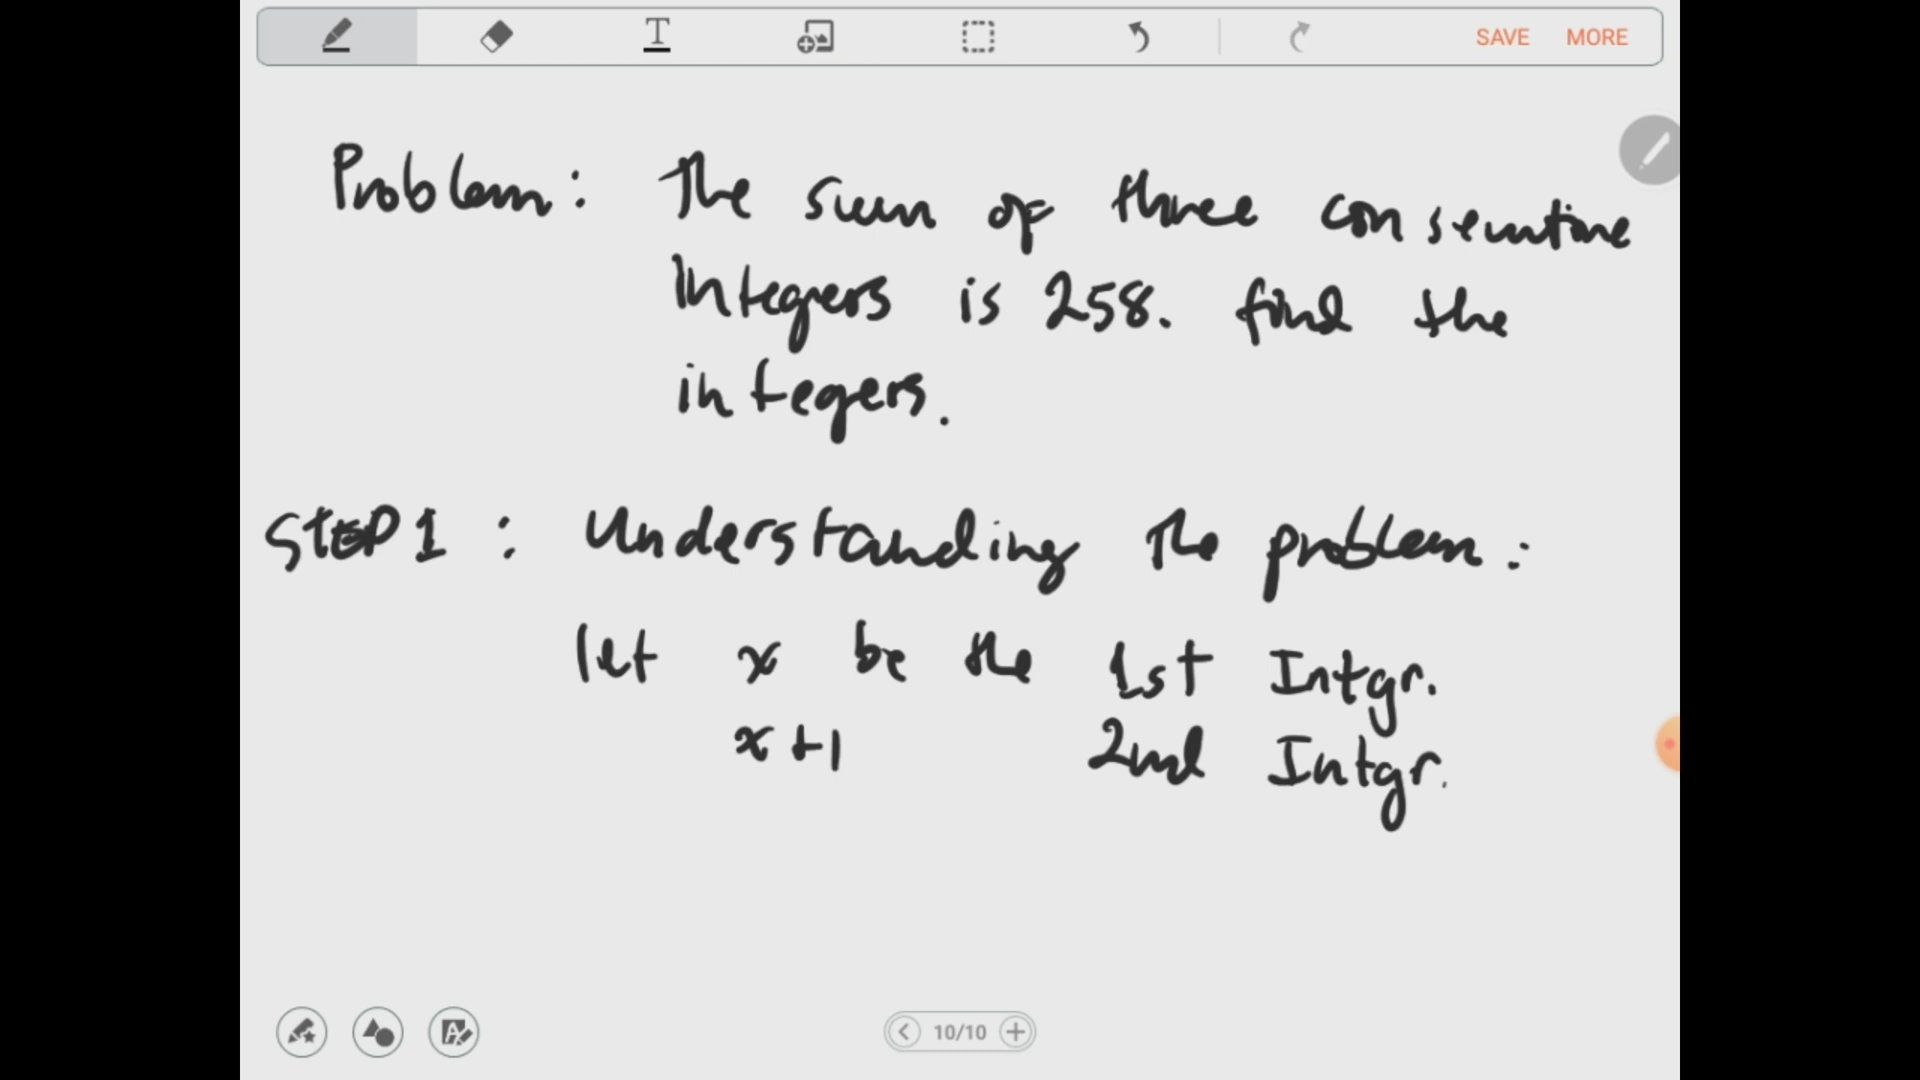 T SAVE MORE
Problem: The sum of three consecutive
Integers is 258. find the
integers.
STEP 1 : Understanding The problem:
let x be the 1st Intgr.
x+1 2nd Intgr.
A 10/10